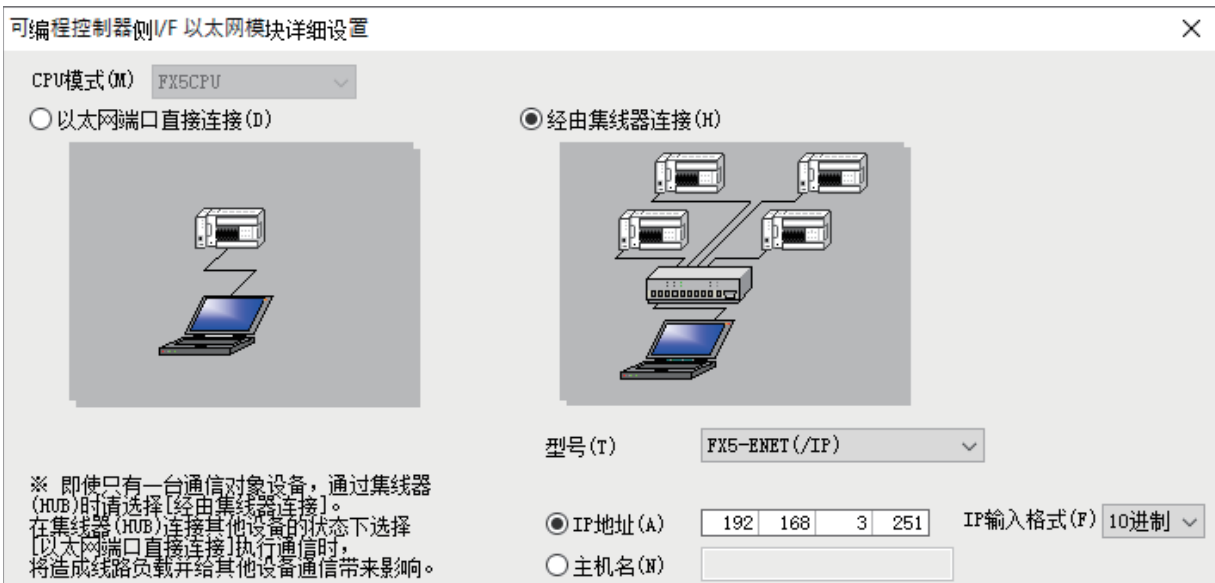 可编程控制器侧I/F 以太网模块详细设置
CPU模式(M) FX5CPU
以太网端口直接连接(D)
经由集线器连接(H)
型号(T) FX5-ENET(/IP)
※ 即使只有一台通信对象设备，通过集线器
(HUB)时请选择[经由集线器连接]。
在集线器(HUB)连接其他设备的状态下选择
[以太网端口直接连接]执行通信时，
将造成线路负载并给其他设备通信带来影响。
IP地址(A) 192 168 3 251 IP输入格式(F) 10进制
主机名(N)